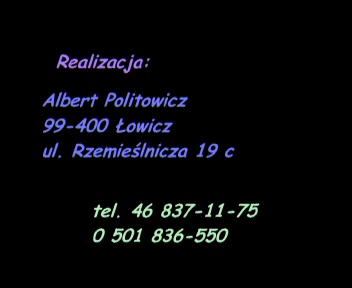 Realizacja:
Albert Politowicz
99-400 Łowicz
ul. Rzemieślnicza 19 c
tel. 46 837-11-75
0 501 836-550